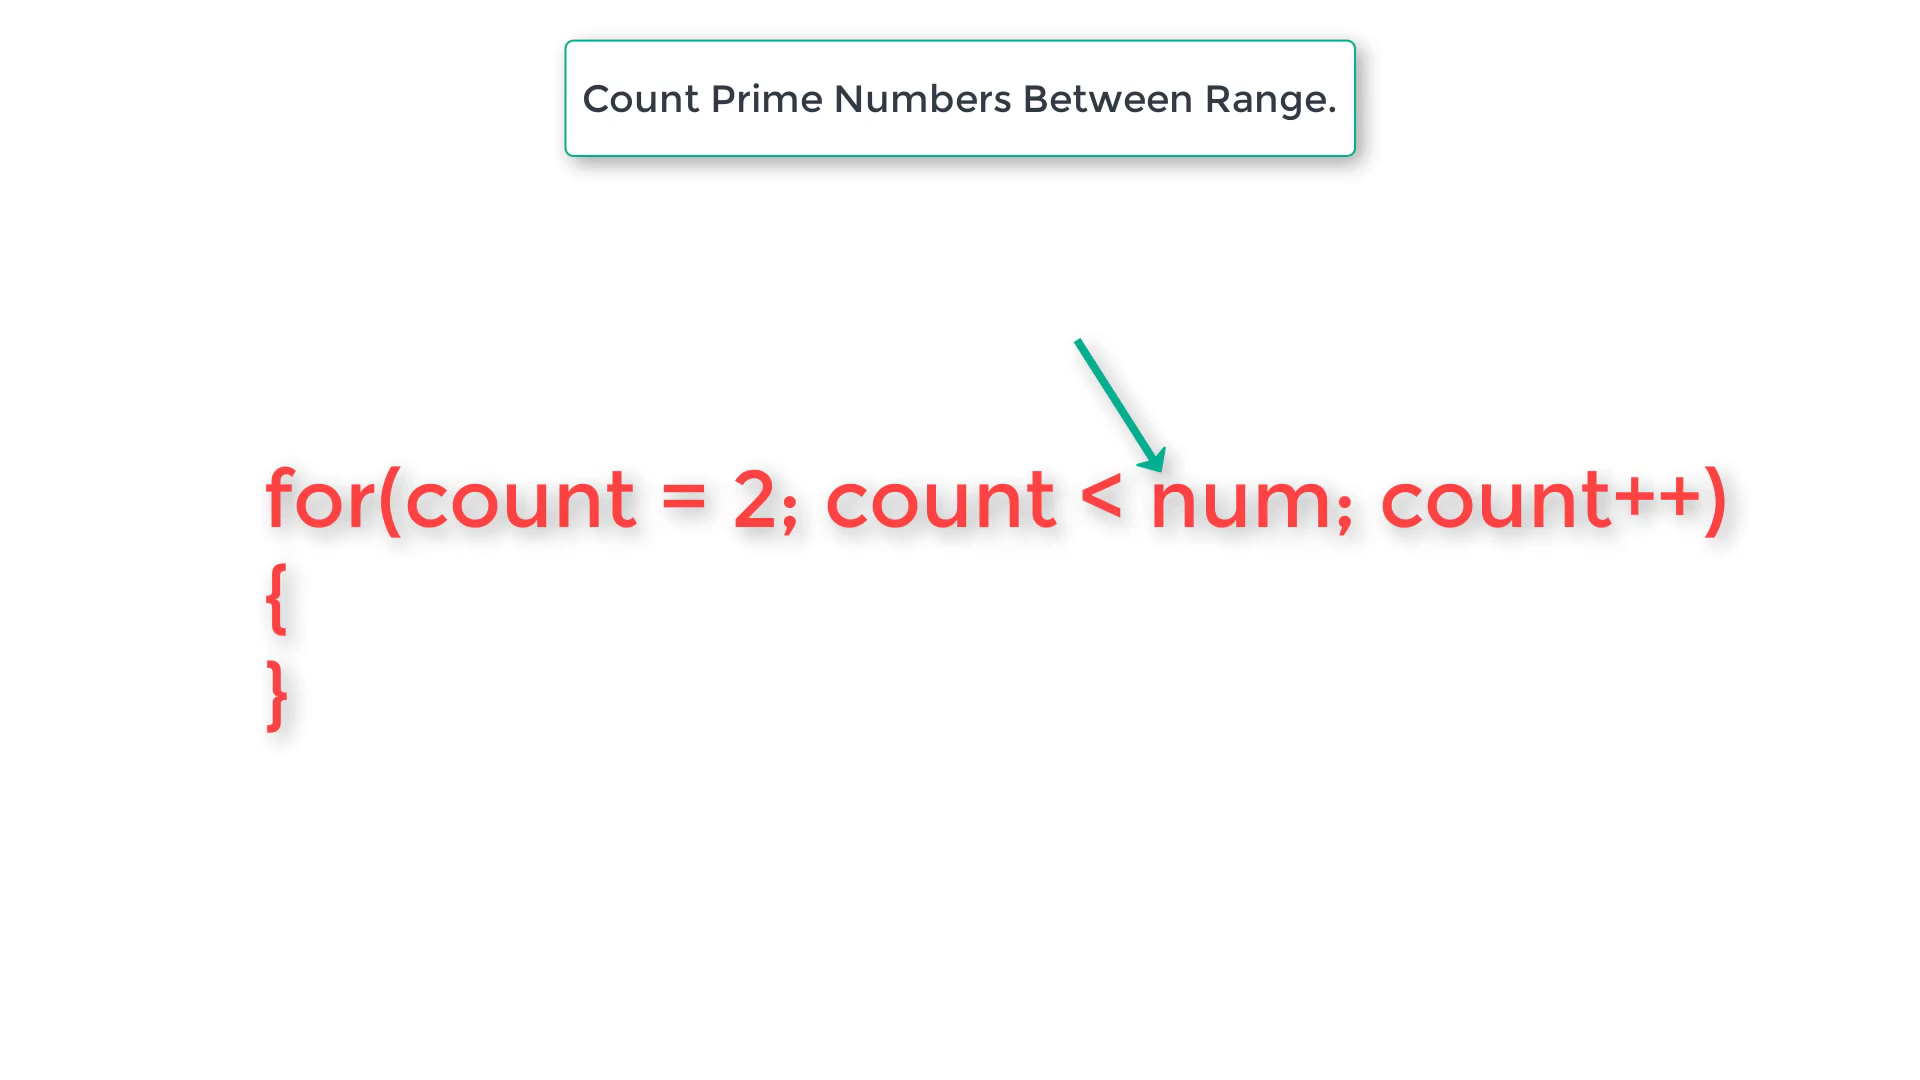 Count Prime Numbers Between Range.
for(count = 2; count < num; count++)
{
}